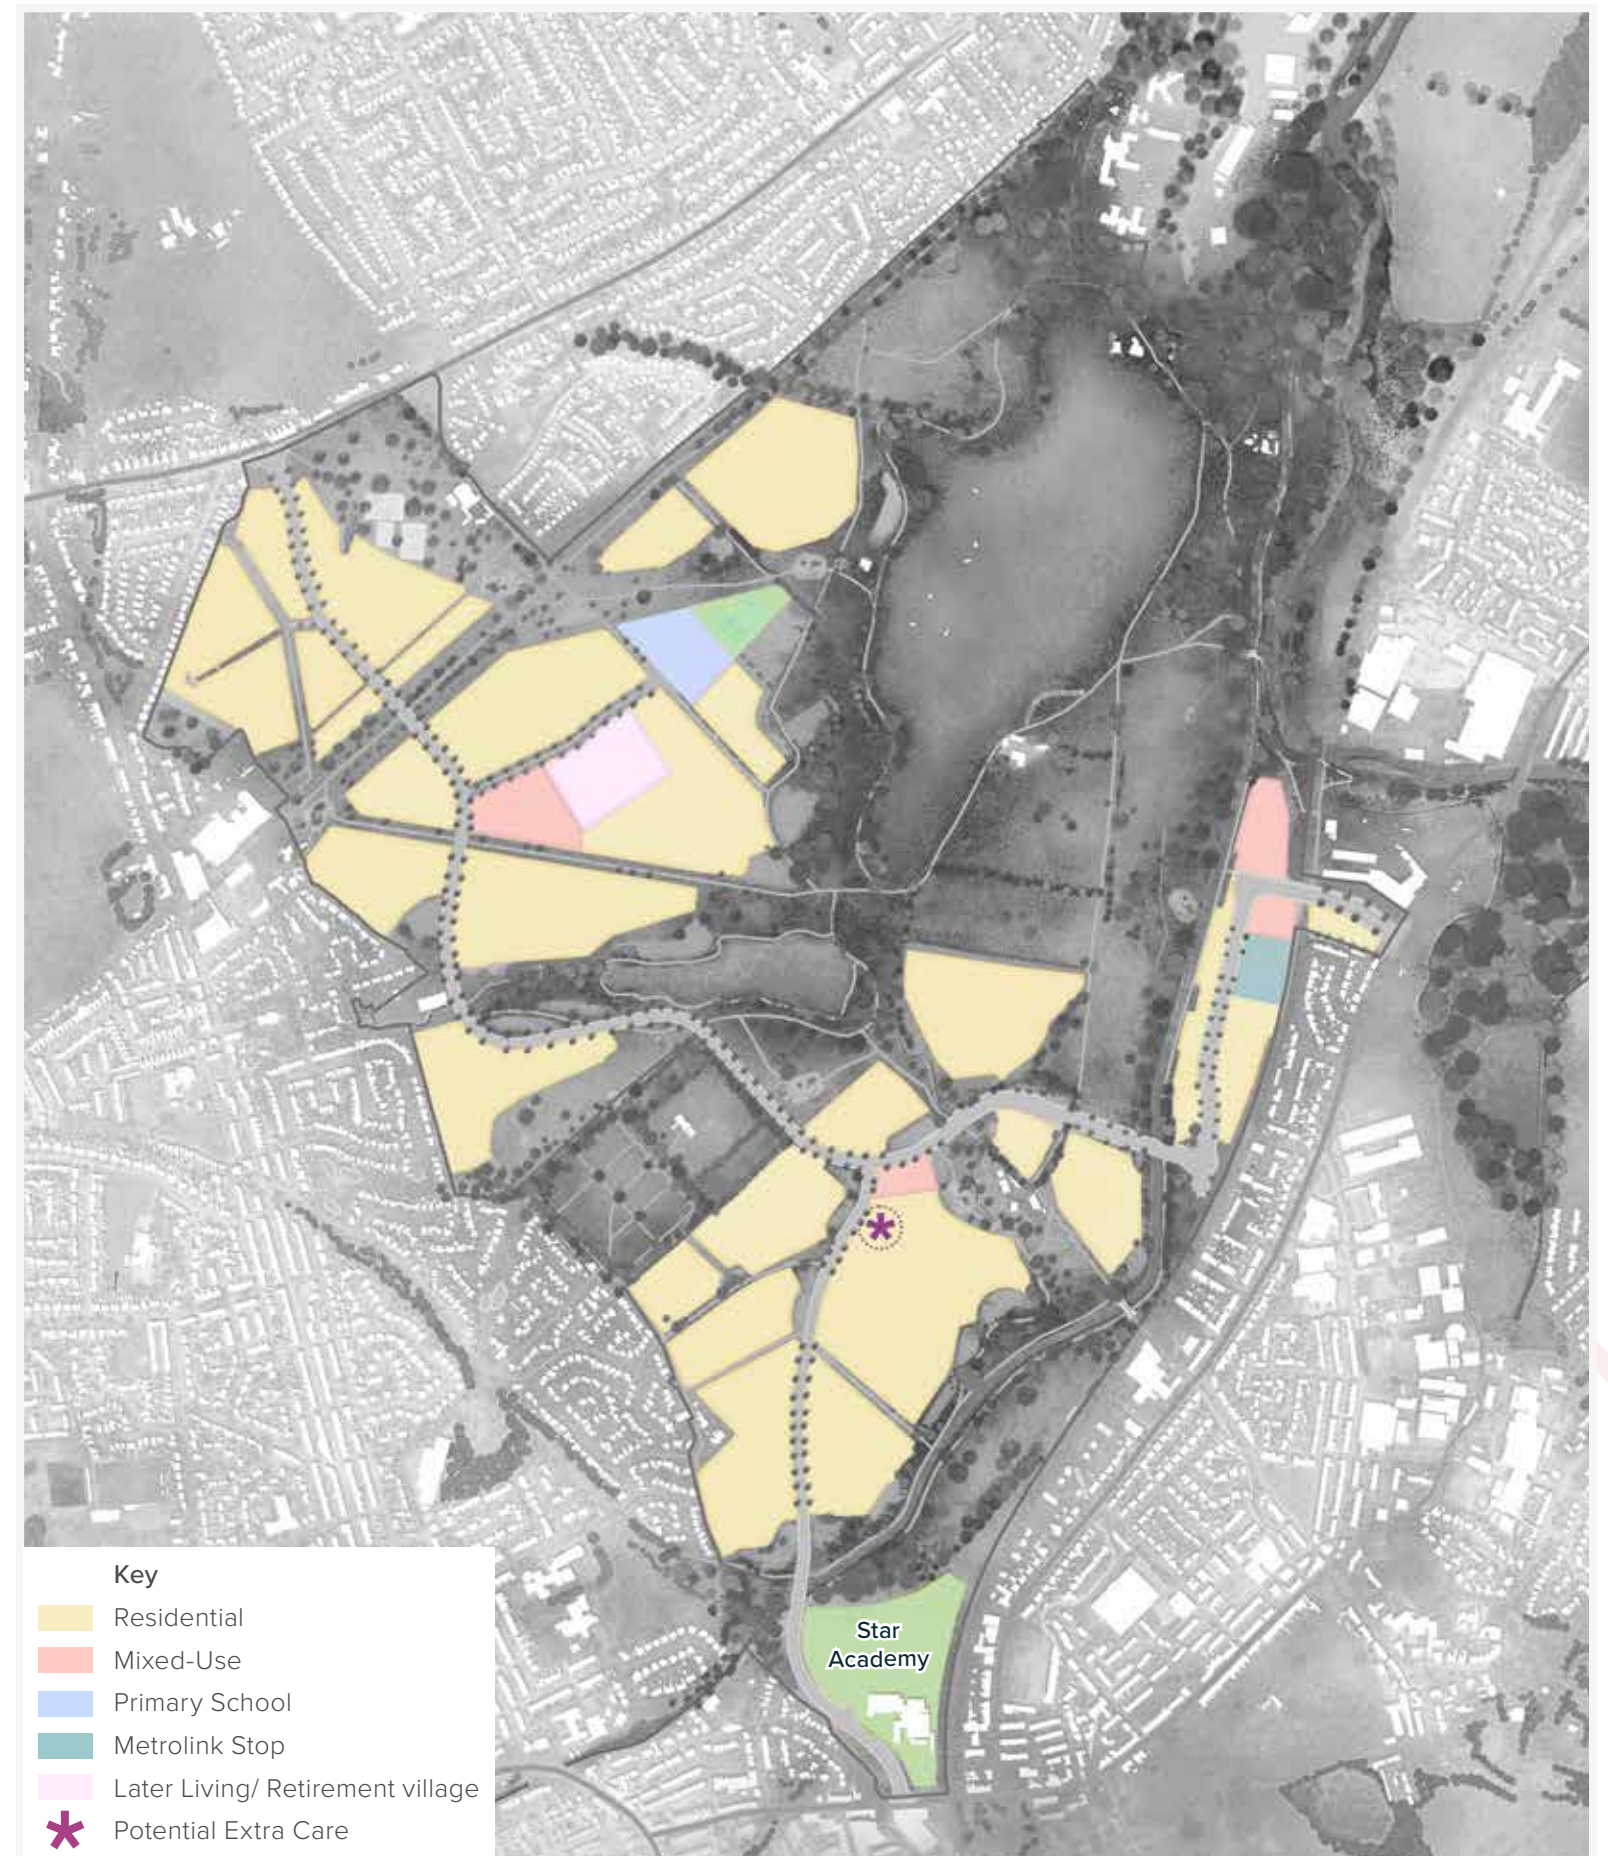 Star
Academy
Key
Residential
Mixed-Use
Primary School
Metrolink Stop
Later Living/ Retirement village
Potential Extra Care